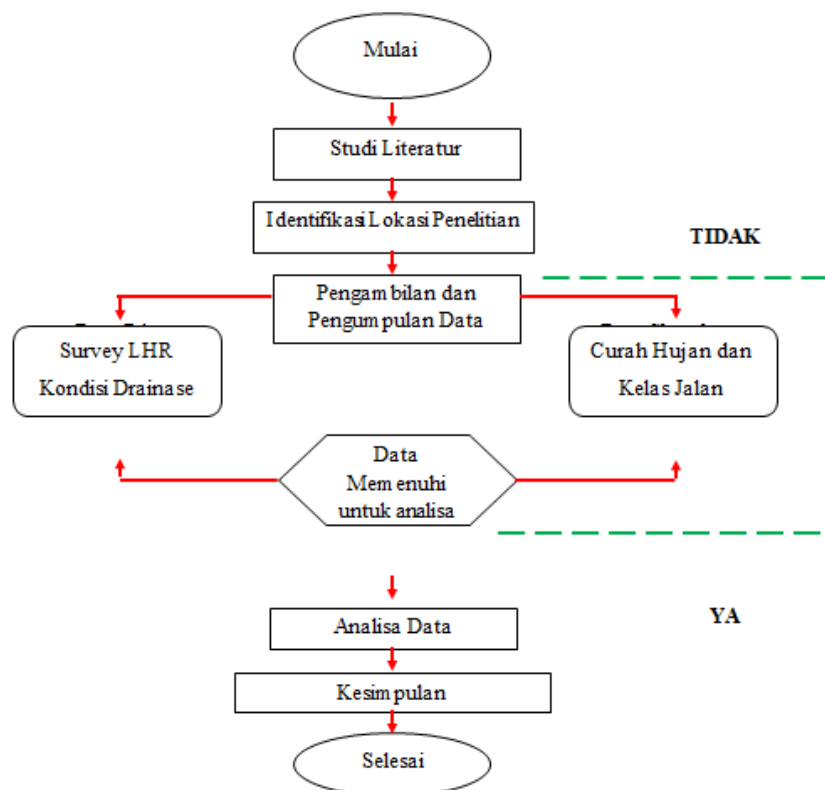 Mulai
Studi Literatur
Identifikasi Lokasi Penelitian
TIDAK
Pengambilan dan
Pengumpulan Data
Survey LHR
Kondisi Drainase
Curah Hujan dan
Kelas Jalan
Data
Memenuhi
untuk analisa
YA
Analisa Data
Kesimpulan
Selesai